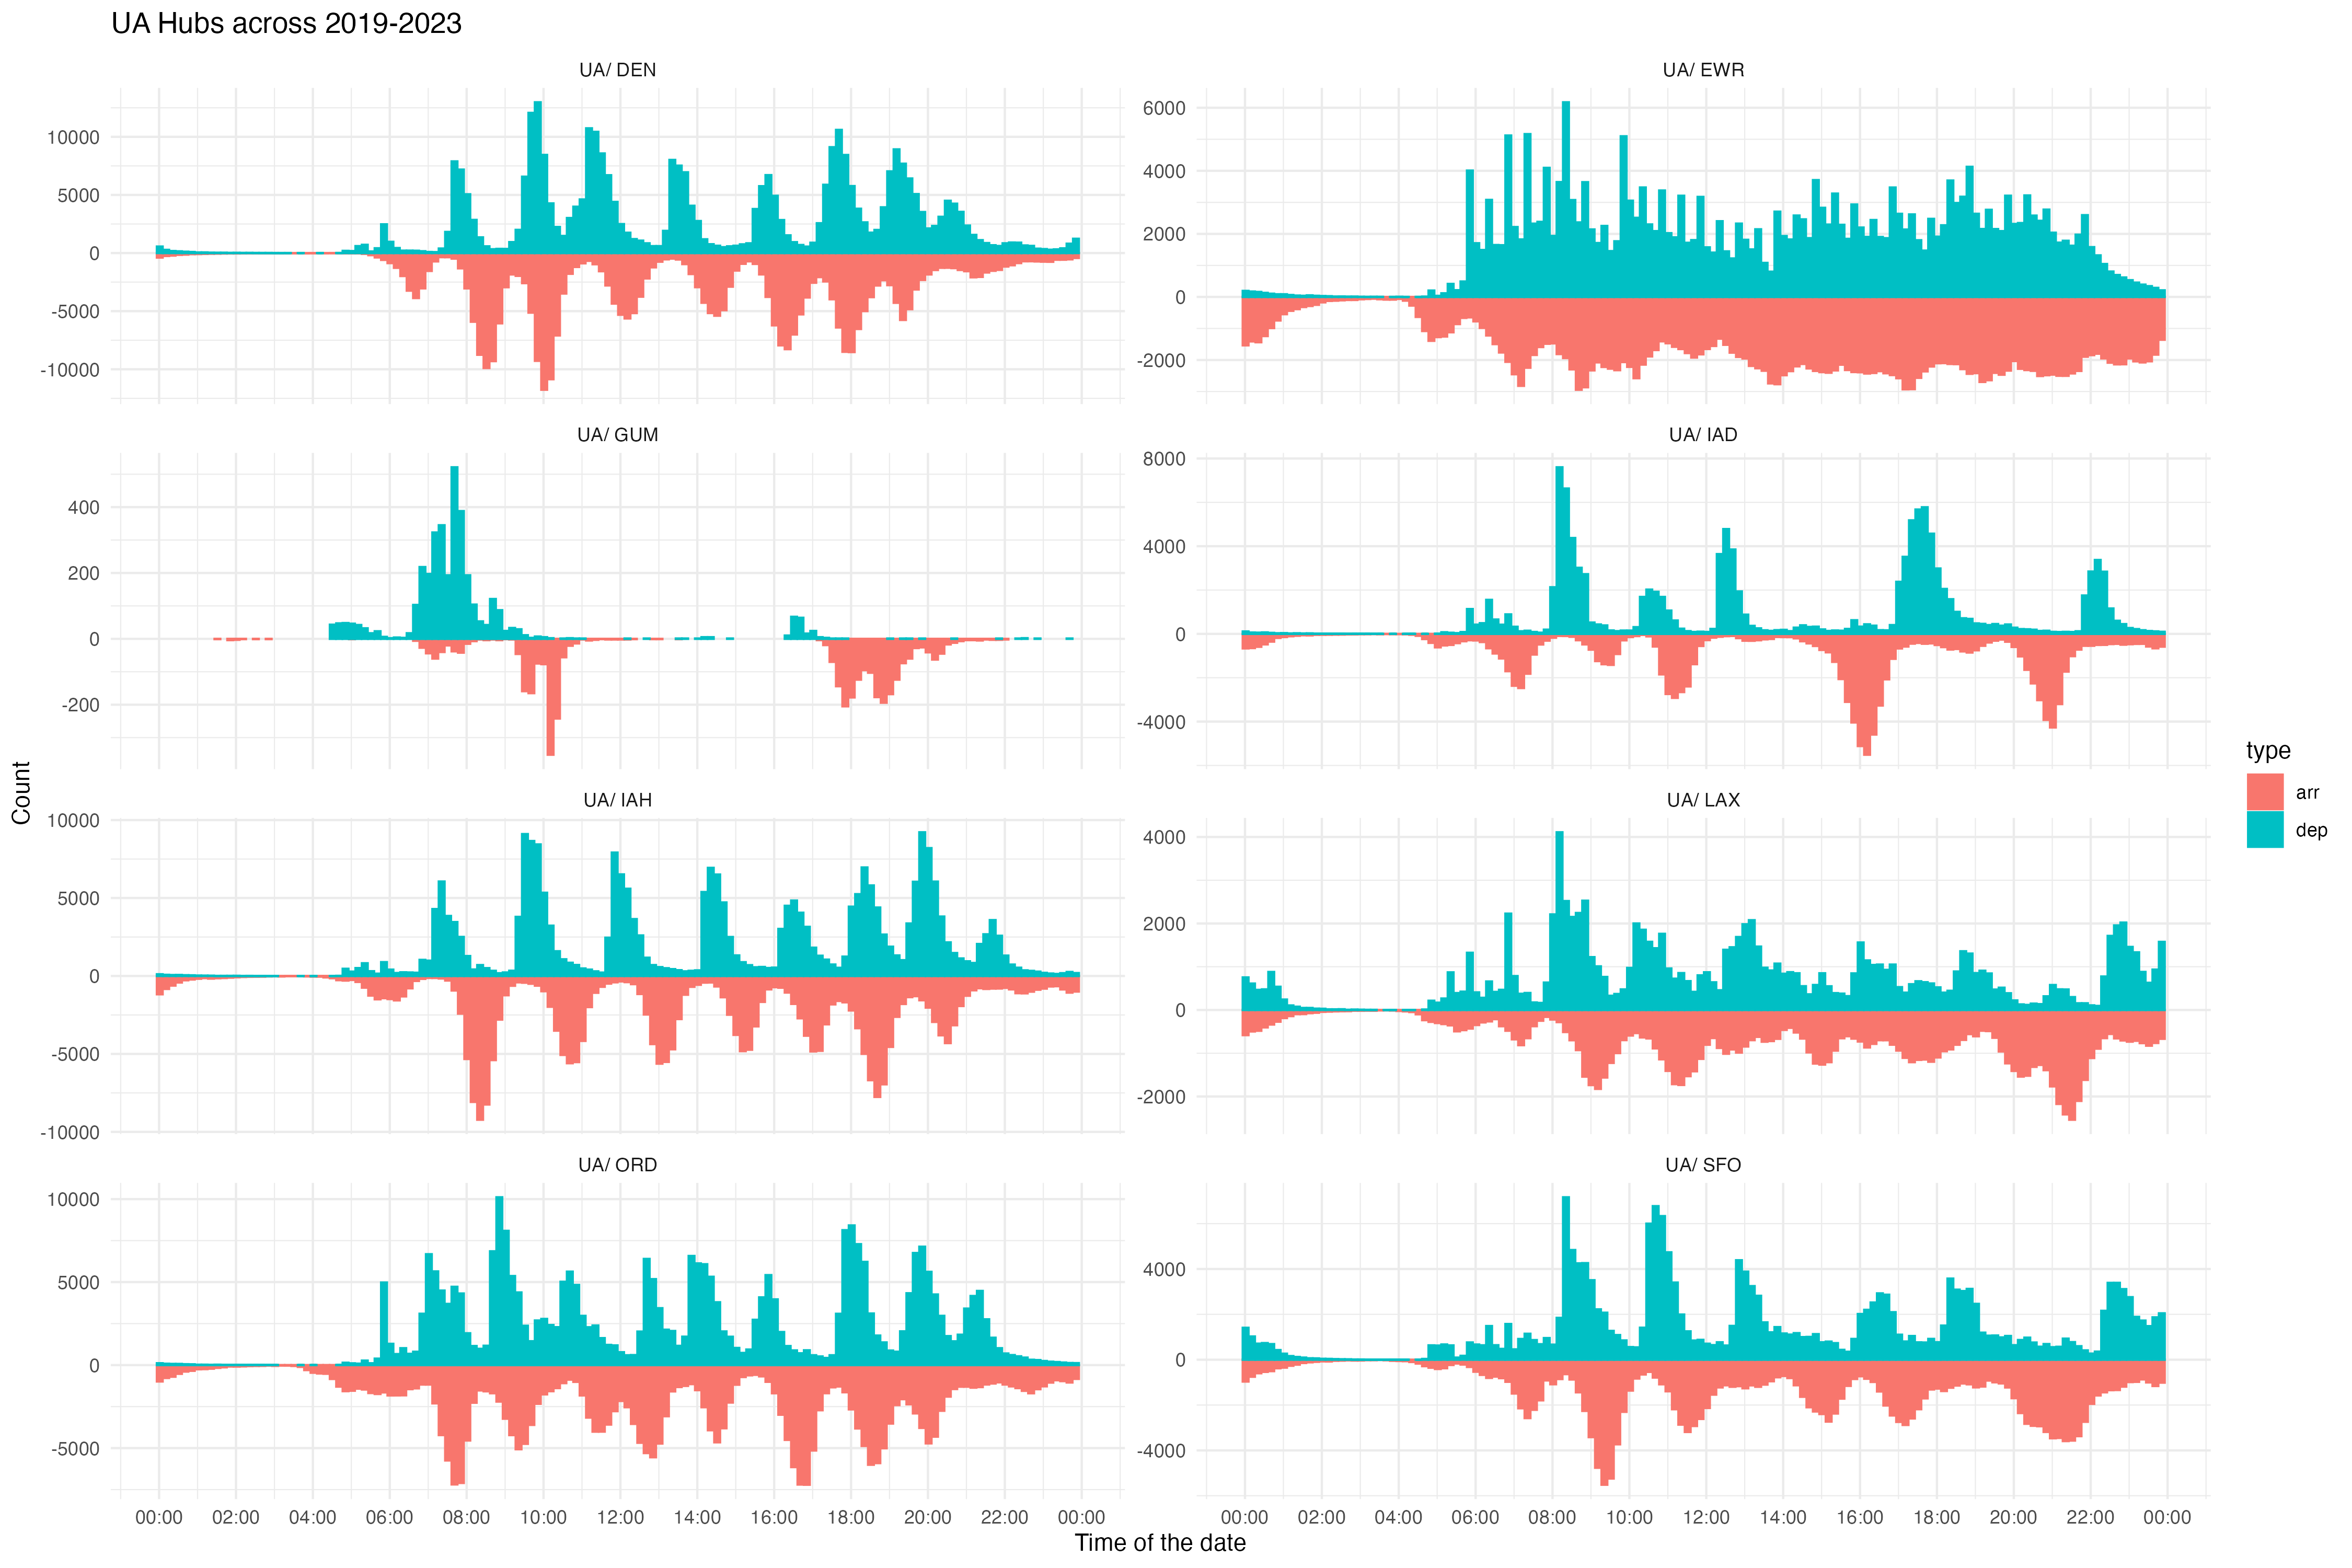 UA Hubs across 2019-2023
UA/ DEN
UA/ EWR
10000
5000
0
-5000
-10000
6000
4000
2000
0
-2000
UA/ GUM
UA/ IAD
400
200
0
-200
8000
4000
0
-4000
UA/ IAH
UA/ LAX
10000
5000
0
-5000
-10000
4000
2000
0
-2000
UA/ ORD
UA/ SFO
10000
5000
0
-5000
4000
0
-4000
00:00 02:00 04:00 06:00 08:00 10:00 12:00 14:00 16:00 18:00 20:00 22:00 00:00
00:00 02:00 04:00 06:00 08:00 10:00 12:00 14:00 16:00 18:00 20:00 22:00 00:00
Time of the date
Count
type
arr
dep